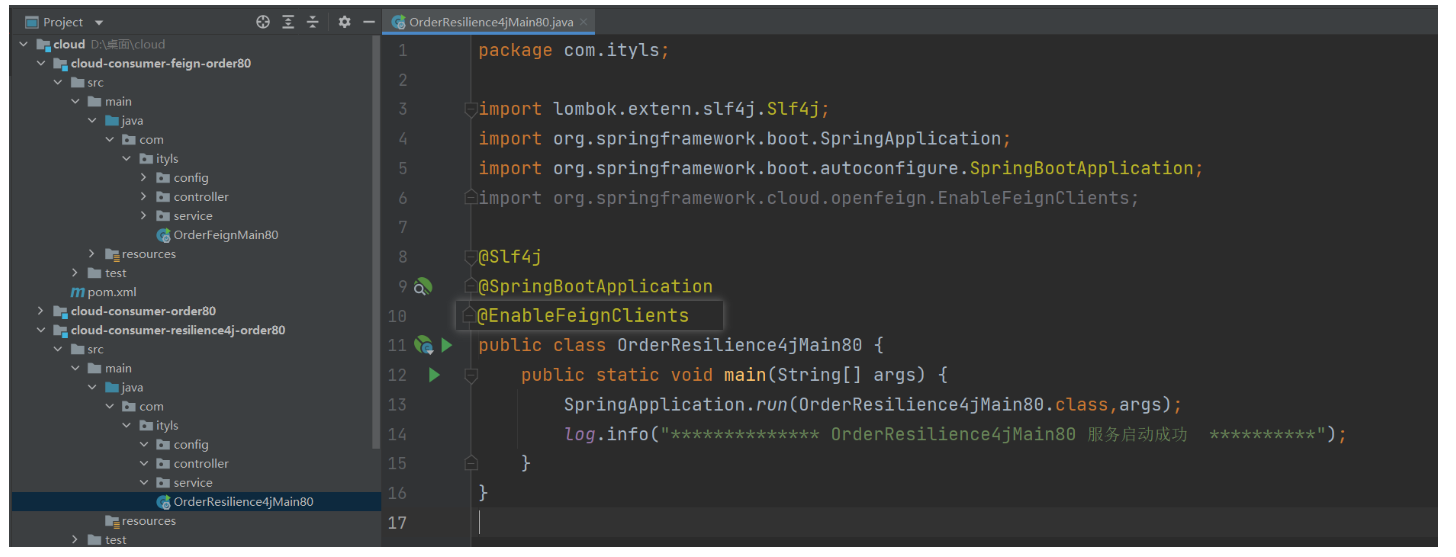 Project
cloud D:\桌面\cloud
cloud-consumer-feign-order80
src
main
java
com
ityls
config
controller
service
OrderFeignMain80
resources
test
pom.xml
cloud-consumer-order80
cloud-consumer-resilience4j-order80
src
main
java
com
ityls
config
controller
service
OrderResilience4jMain80
resources
test
OrderResilience4jMain80.java
1 package com.ityls;
2
3 import lombok.extern.slf4j.Slf4j;
4 import org.springframework.boot.SpringApplication;
5 import org.springframework.boot.autoconfigure.SpringBootApplication;
6 import org.springframework.cloud.openfeign.EnableFeignClients;
7
8 @Slf4j
9 @SpringBootApplication
10 @EnableFeignClients
11 public class OrderResilience4jMain80 {
12 public static void main(String[] args) {
13 SpringApplication.run(OrderResilience4jMain80.class,args);
14 log.info("************** OrderResilience4jMain80 服务启动成功 **********");
15 }
16 }
17